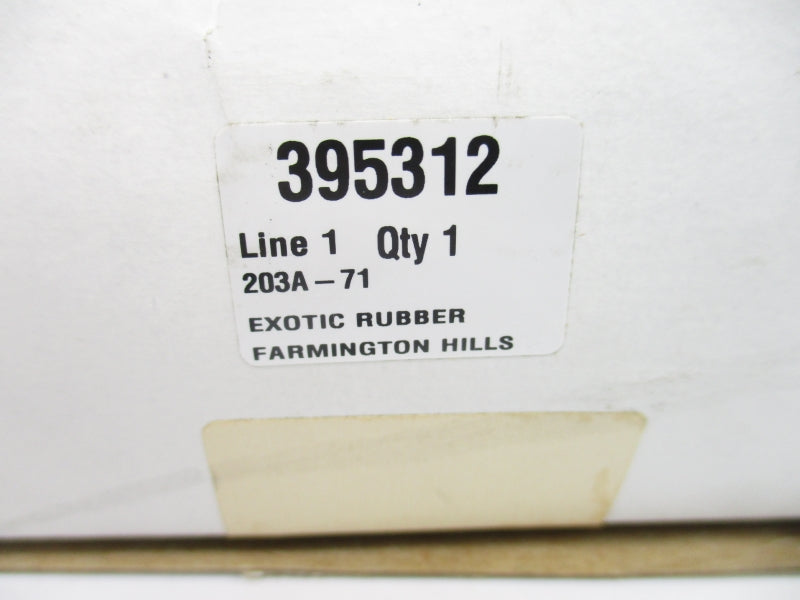 395312
Line 1 Qty 1
203A-71
EXOTIC RUBBER
FARMINGTON HILLS